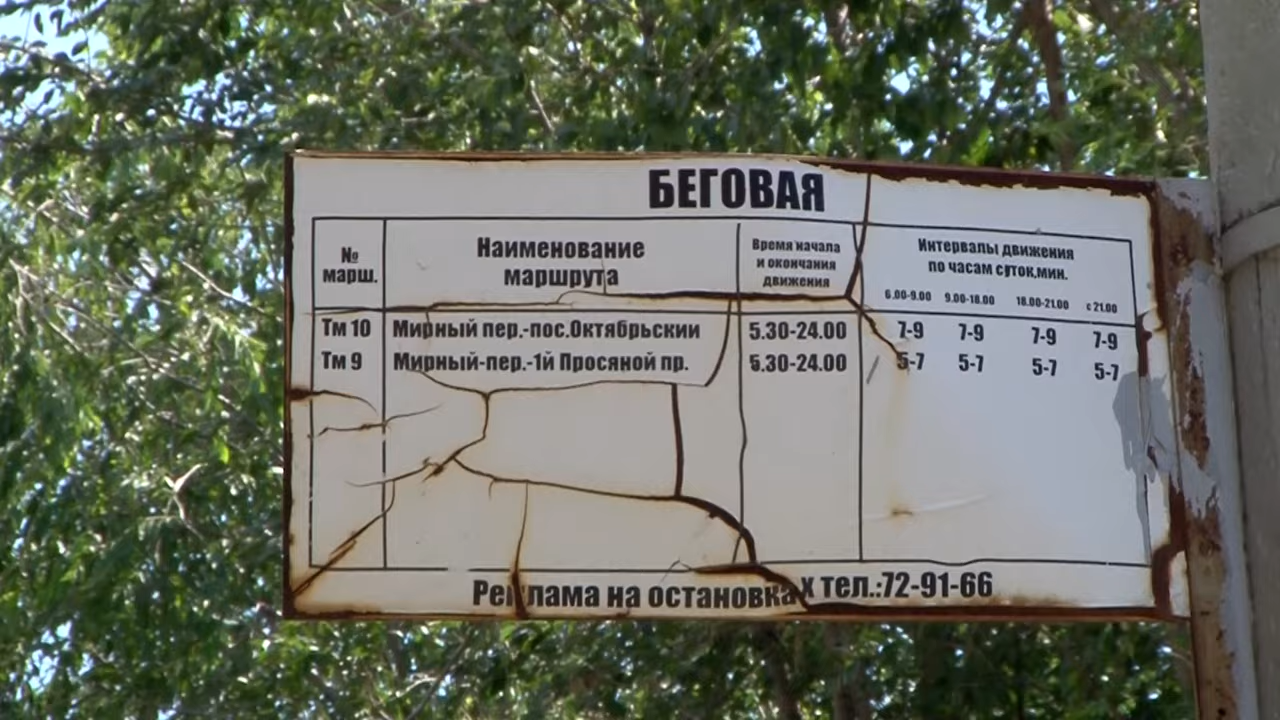 БЕГОВАЯ
№ марш.
Наименование маршрута
Время начала и окончания движения
Интервалы движения по часам суток,мин.
6.00-9.00 9.00-18.00 18.00-21.00 с 21.00
Тм 10 Мирный пер.-пос.Октябрьскии 5.30-24.00 7-9 7-9 7-9 7-9
Тм 9 Мирный-пер.-1й Просяной пр. 5.30-24.00 5-7 5-7 5-7 5-7
Реклама на остановках тел.:72-91-66